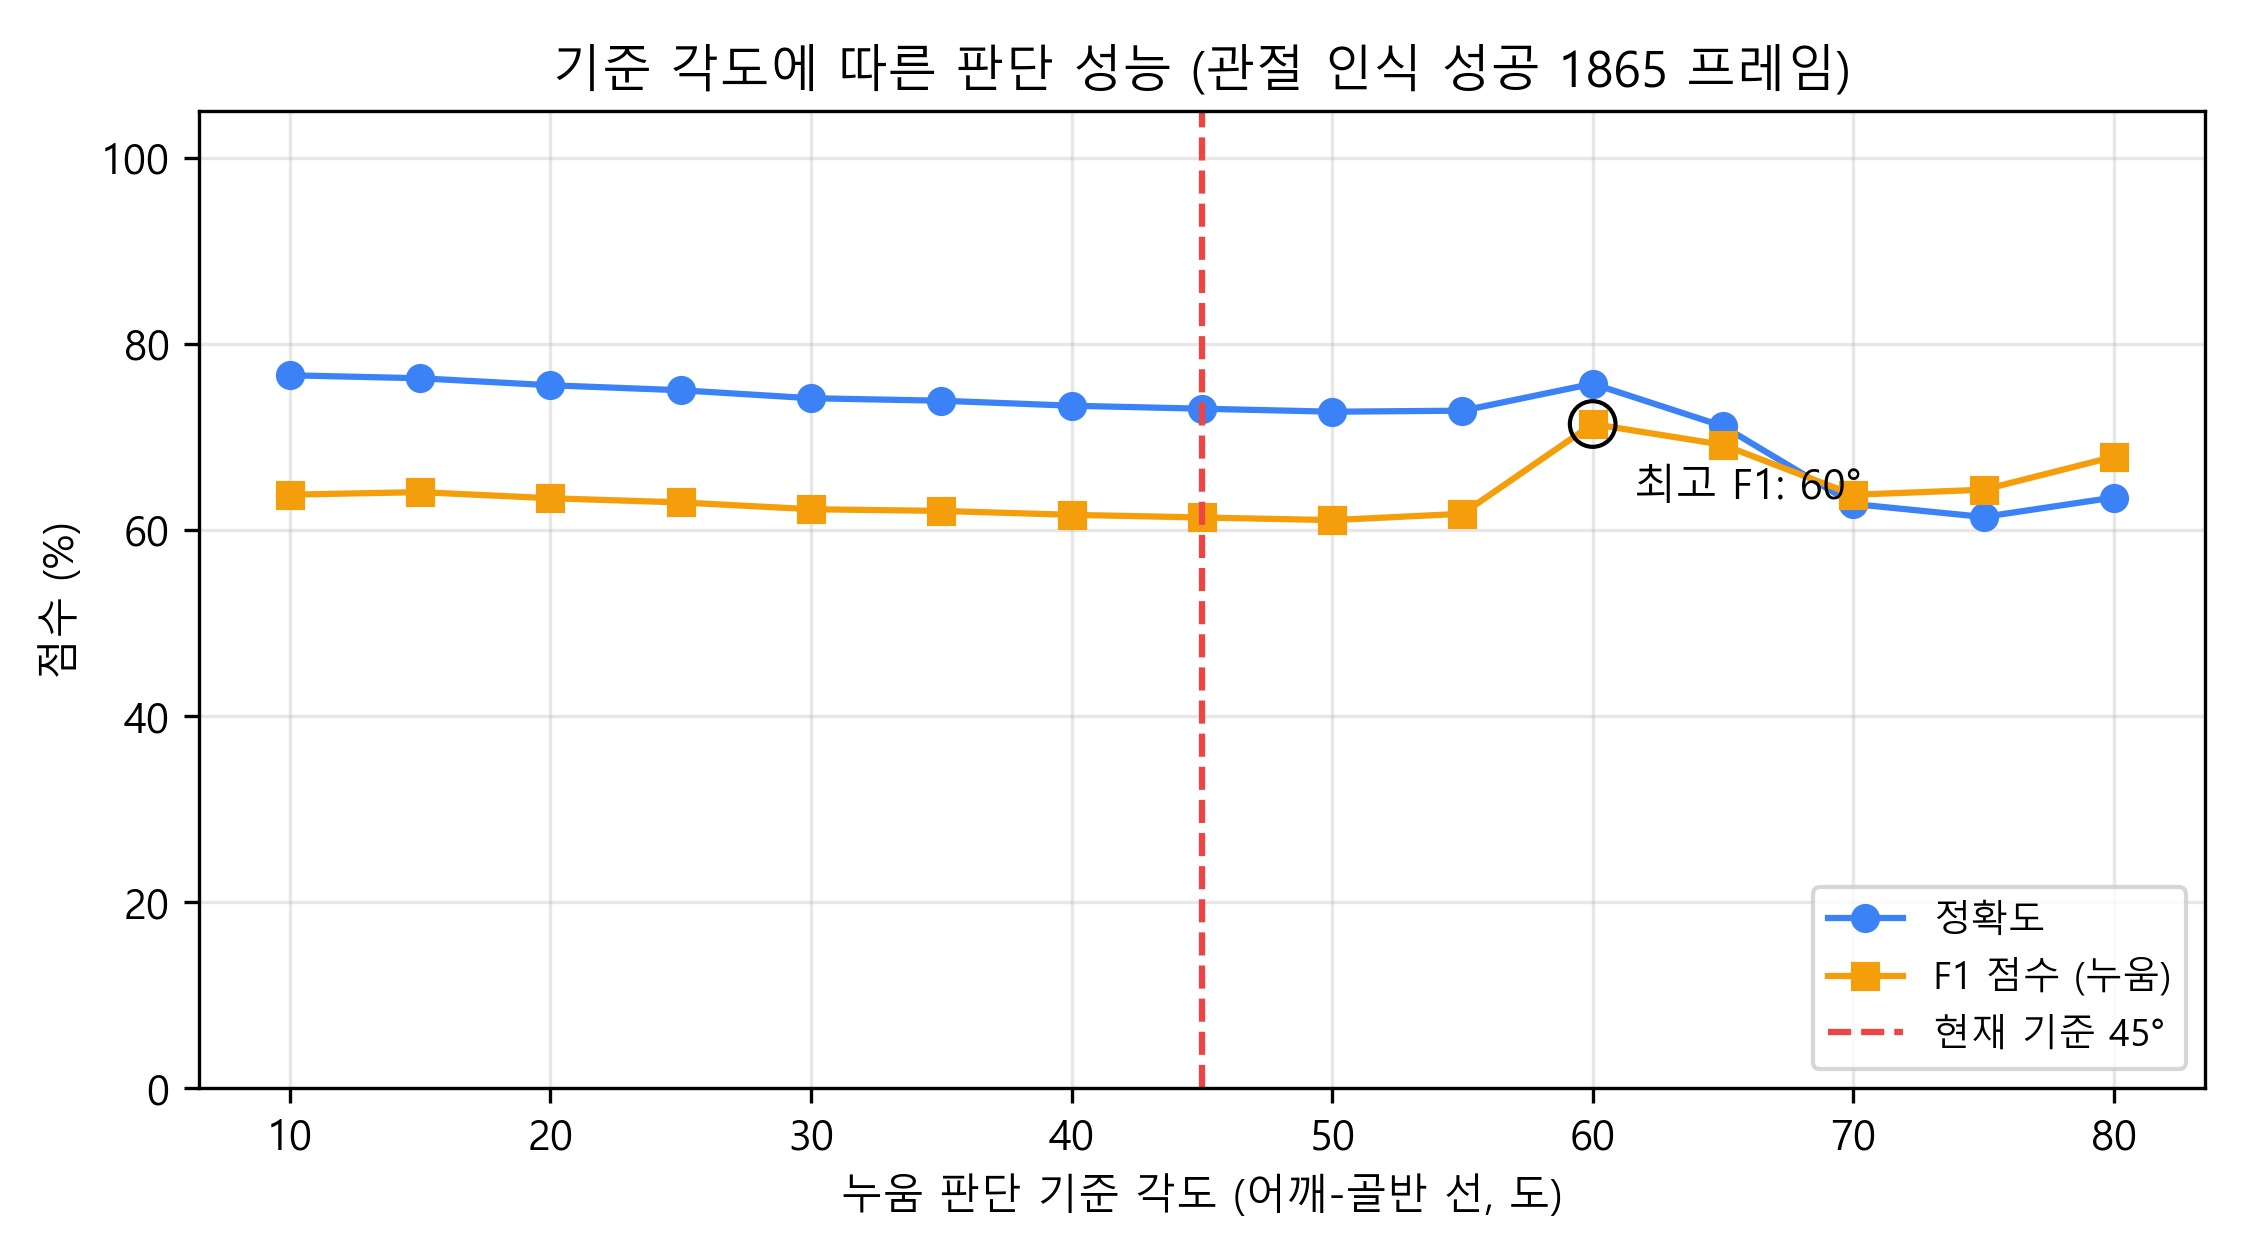 기준 각도에 따른 판단 성능 (관절 인식 성공 1865 프레임)
점수 (%)
100
80
60
40
20
0
최고 F1: 60°
정확도
F1 점수 (누움)
현재 기준 45°
10 20 30 40 50 60 70 80
누움 판단 기준 각도 (어깨-골반 선, 도)